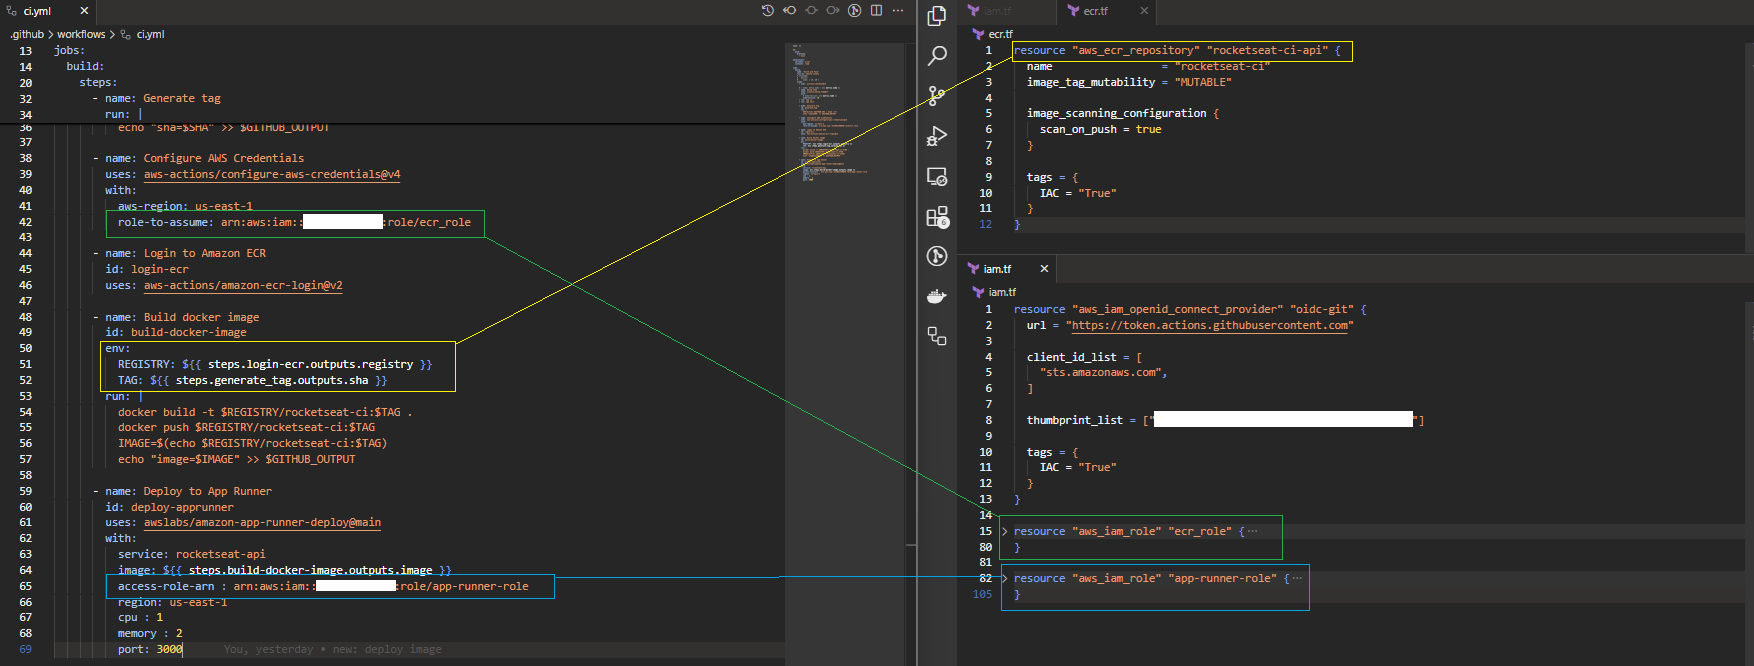 ci.yml
.github > workflows > ci.yml
13 jobs:
14 build:
20 steps:
32 - name: Generate tag
34 run: |
36 echo "sha=$SHA" >> $GITHUB_OUTPUT
37
38 - name: Configure AWS Credentials
39 uses: aws-actions/configure-aws-credentials@v4
40 with:
41 aws-region: us-east-1
42 role-to-assume: arn:aws:iam:: :role/ecr_role
43
44 - name: Login to Amazon ECR
45 id: login-ecr
46 uses: aws-actions/amazon-ecr-login@v2
47
48 - name: Build docker image
49 id: build-docker-image
50 env:
51 REGISTRY: ${{ steps.login-ecr.outputs.registry }}
52 TAG: ${{ steps.generate_tag.outputs.sha }}
53 run: |
54 docker build -t $REGISTRY/rocketseat-ci:$TAG .
55 docker push $REGISTRY/rocketseat-ci:$TAG
56 IMAGE=$(echo $REGISTRY/rocketseat-ci:$TAG)
57 echo "image=$IMAGE" >> $GITHUB_OUTPUT
58
59 - name: Deploy to App Runner
60 id: deploy-apprunner
61 uses: awslabs/amazon-app-runner-deploy@main
62 with:
63 service: rocketseat-api
64 image: ${{ steps.build-docker-image.outputs.image }}
65 access-role-arn : arn:aws:iam:: :role/app-runner-role
66 region: us-east-1
67 cpu : 1
68 memory : 2
69 port: 3000 You, yesterday • new: deploy image
6
iam.tf ecr.tf
ecr.tf
1 resource "aws_ecr_repository" "rocketseat-ci-api" {
2 name = "rocketseat-ci"
3 image_tag_mutability = "MUTABLE"
4
5 image_scanning_configuration {
6 scan_on_push = true
7 }
8
9 tags = {
10 IAC = "True"
11 }
12 }
iam.tf
iam.tf
1 resource "aws_iam_openid_connect_provider" "oidc-git" {
2 url = "https://token.actions.githubusercontent.com"
3
4 client_id_list = [
5 "sts.amazonaws.com",
6 ]
7
8 thumbprint_list = [" "]
9
10 tags = {
11 IAC = "True"
12 }
13 }
14
15 resource "aws_iam_role" "ecr_role" { ···
80 }
81
82 resource "aws_iam_role" "app-runner-role" { ···
105 }